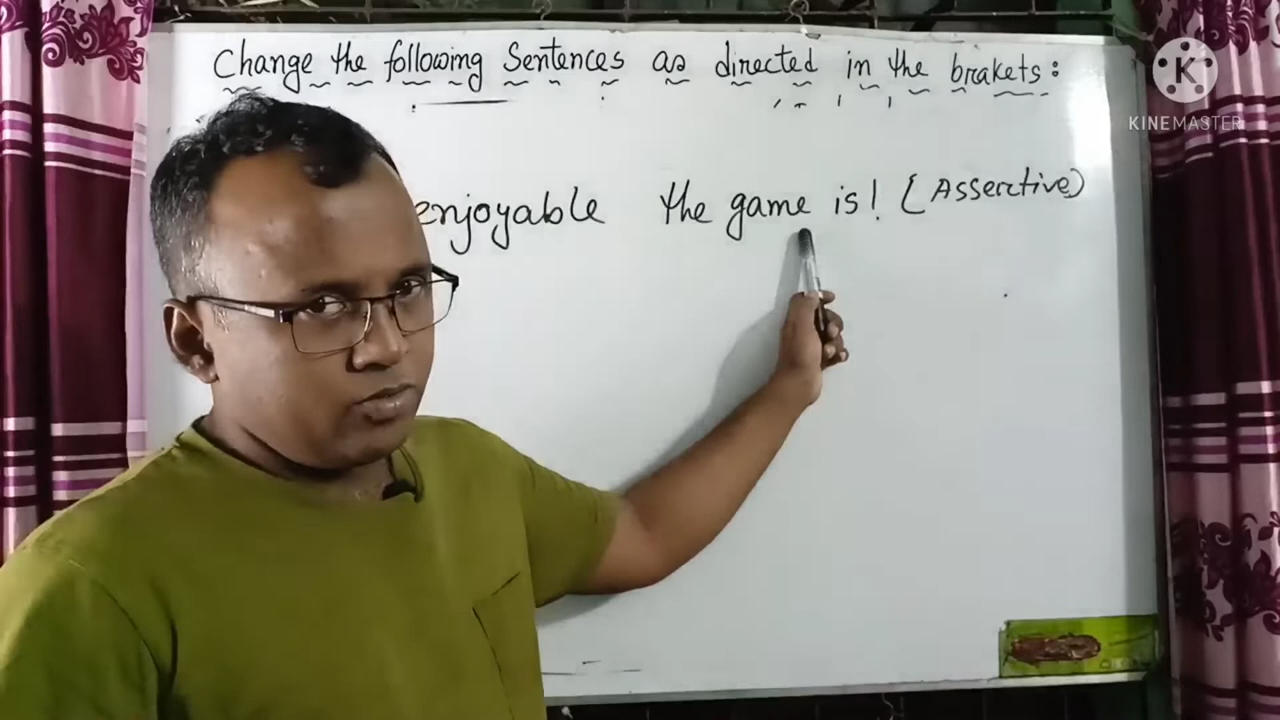 Change the following Sentences as directed in the brakets:
KINEMASTER
enjoyable the game is! (Assertive)